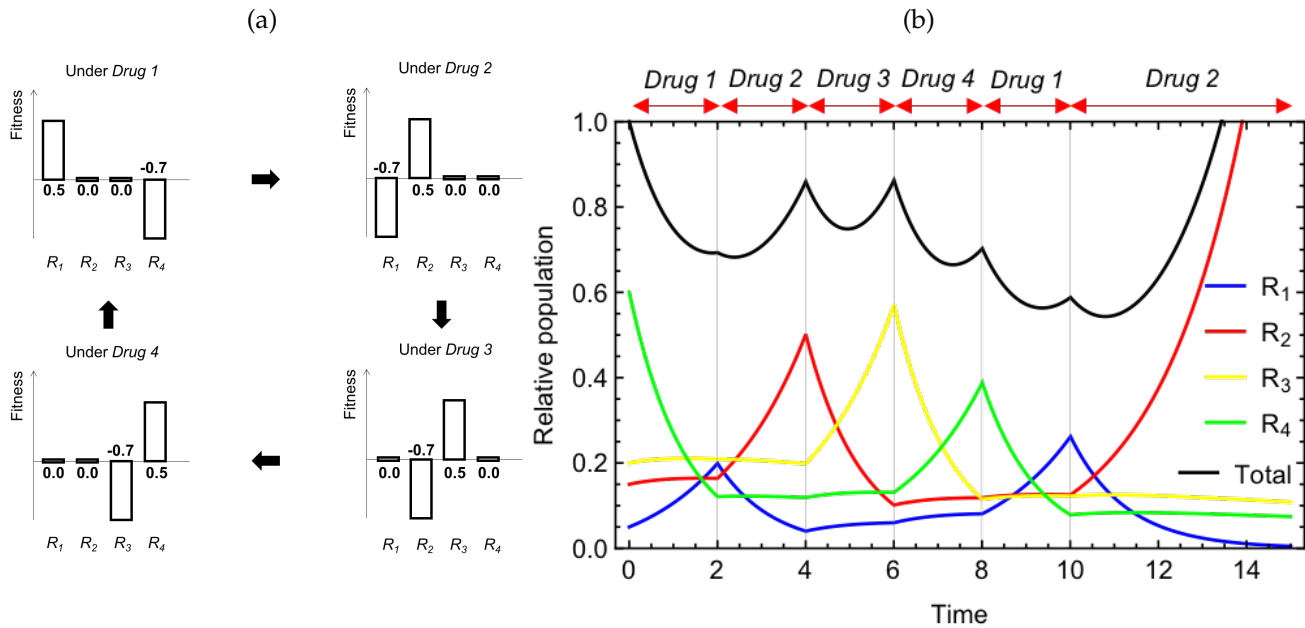 (a)
Under Drug 1
Fitness
-0.7
0.5 0.0 0.0
R1 R2 R3 R4
Under Drug 2
Fitness
-0.7
0.5 0.0 0.0
R1 R2 R3 R4
Under Drug 4
Fitness
-0.7
0.0 0.0 0.5
R1 R2 R3 R4
Under Drug 3
Fitness
-0.7
0.0 0.5 0.0
R1 R2 R3 R4
(b)
Drug 1 Drug 2 Drug 3 Drug 4 Drug 1 Drug 2
Relative population
1.0
0.8
0.6
0.4
0.2
0.0
R1
R2
R3
R4
Total
0 2 4 6 8 10 12 14
Time